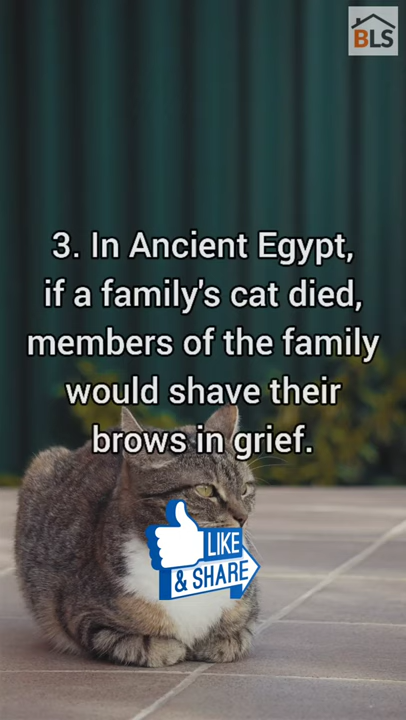 BLS
3. In Ancient Egypt,
if a family's cat died,
members of the family
would shave their
brows in grief.
LIKE
& SHARE